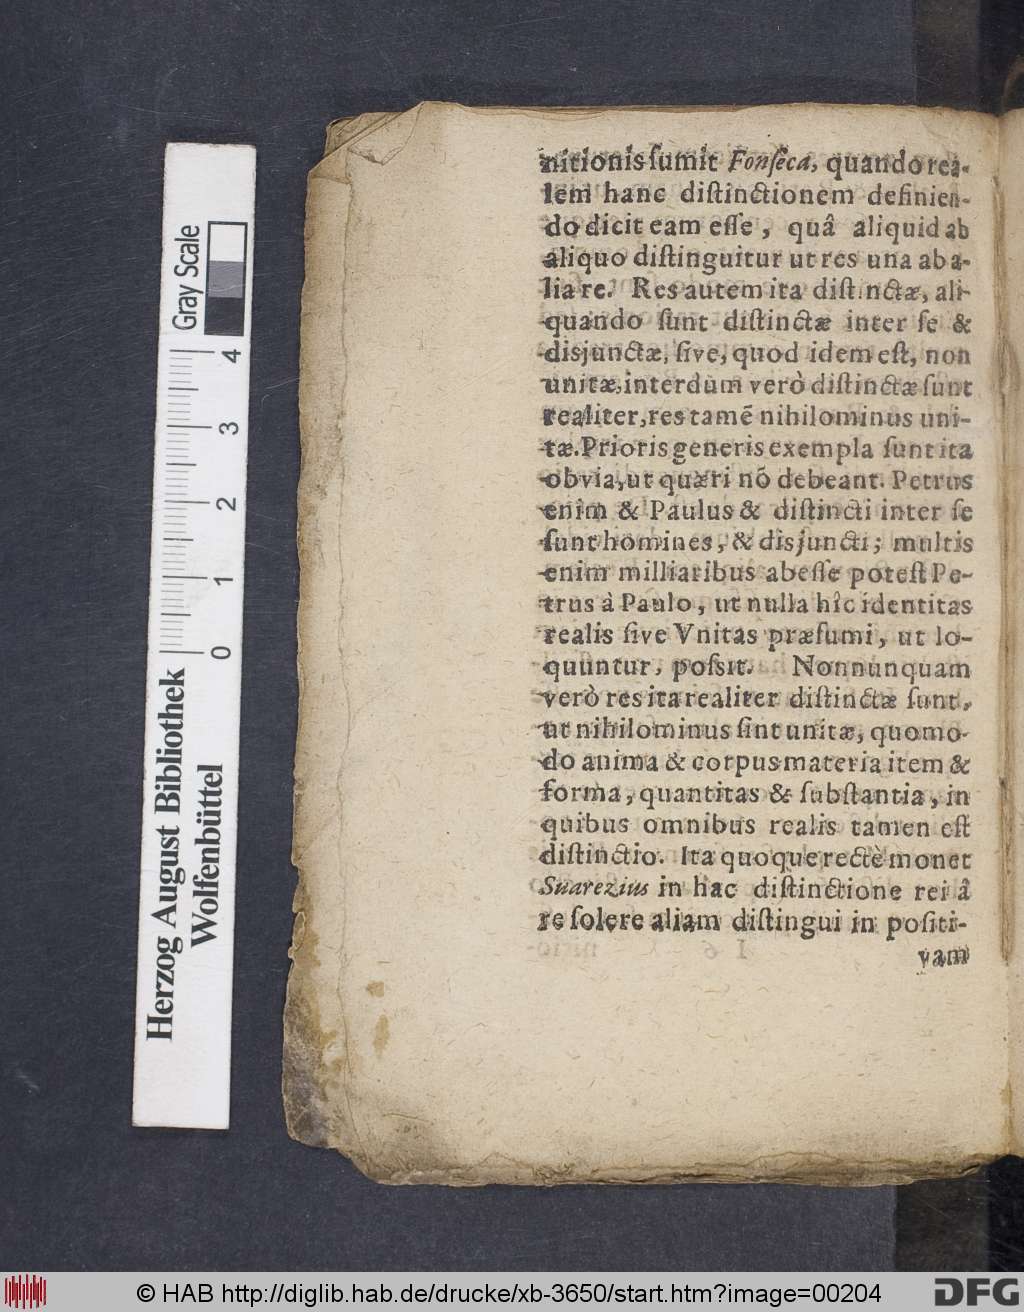 nitionis ſumit Fonſeca, quando rea-
lem hanc diſtinctionem definien-
do dicit eam eſſe, quâ aliquid ab
aliquo diſtinguitur ut res una ab a-
lia re. Res autem ita diſtinctæ, ali-
quando ſunt diſtinctæ inter ſe &
disjunctæ, ſive, quod idem eſt, non
unitæ, interdum verò diſtinctæ ſunt
realiter, res tamẽ nihilominus uni-
tæ. Prioris generis exempla ſunt ita
obvia, ut quæri nõ debeant. Petrus
enim & Paulus & diſtincti inter ſe
ſunt homines, & disjuncti; multis
enim milliaribus abeſſe poteſt Pe-
trus à Paulo, ut nulla hîc identitas
realis ſive Vnitas præſumi, ut lo-
quuntur, poſsit. Nonnunquam
verò res ita realiter diſtinctæ ſunt,
ut nihilominus ſint unitæ, quomo-
do anima & corpus materia item &
forma, quantitas & ſubſtantia, in
quibus omnibus realis tamen eſt
diſtinctio. Ita quoque rectè monet
Suarezius in hac diſtinctione rei â
re ſolere aliam diſtingui in poſiti-
vam
Gray Scale
4
3
2
1
0
Herzog August Bibliothek
Wolfenbüttel
© HAB http://diglib.hab.de/drucke/xb-3650/start.htm?image=00204
DFG